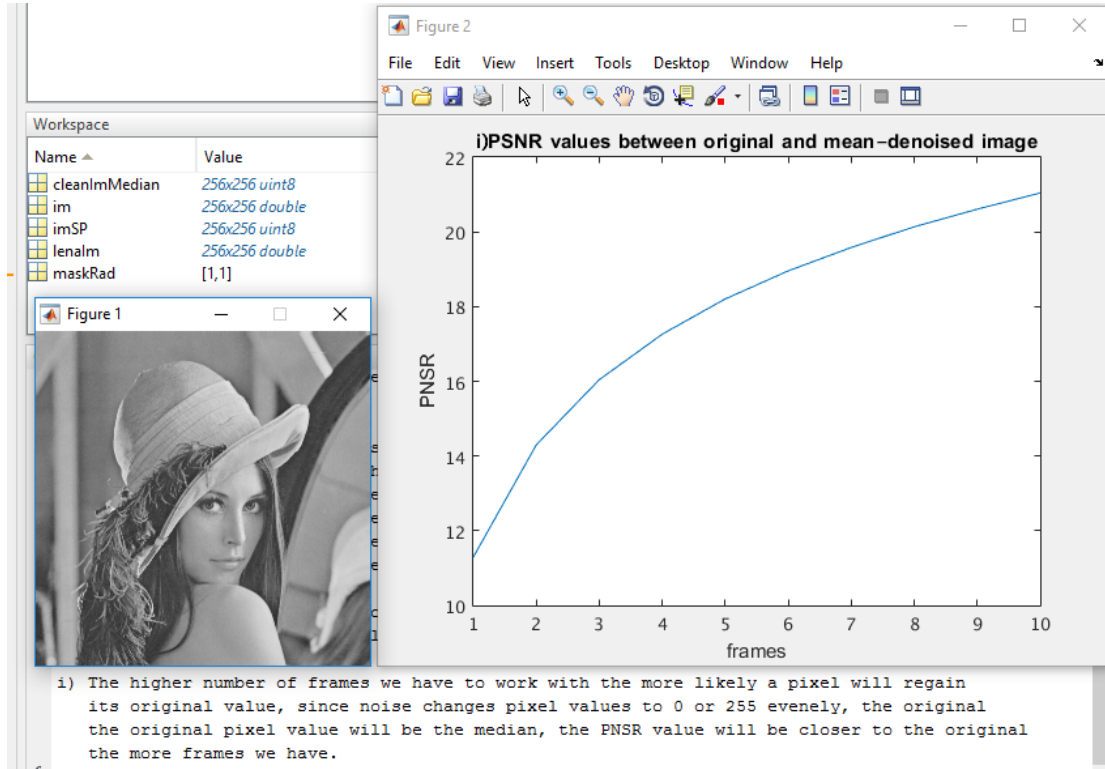 Workspace
Name Value
cleanImMedian 256x256 uint8
im 256x256 double
imSP 256x256 uint8
lenaIm 256x256 double
maskRad [1,1]
Figure 1
Figure 2
File Edit View Insert Tools Desktop Window Help
i)PSNR values between original and mean-denoised image
PNSR
22
20
18
16
14
12
10
1 2 3 4 5 6 7 8 9 10
frames
i) The higher number of frames we have to work with the more likely a pixel will regain
its original value, since noise changes pixel values to 0 or 255 evenely, the original
the original pixel value will be the median, the PNSR value will be closer to the original
the more frames we have.